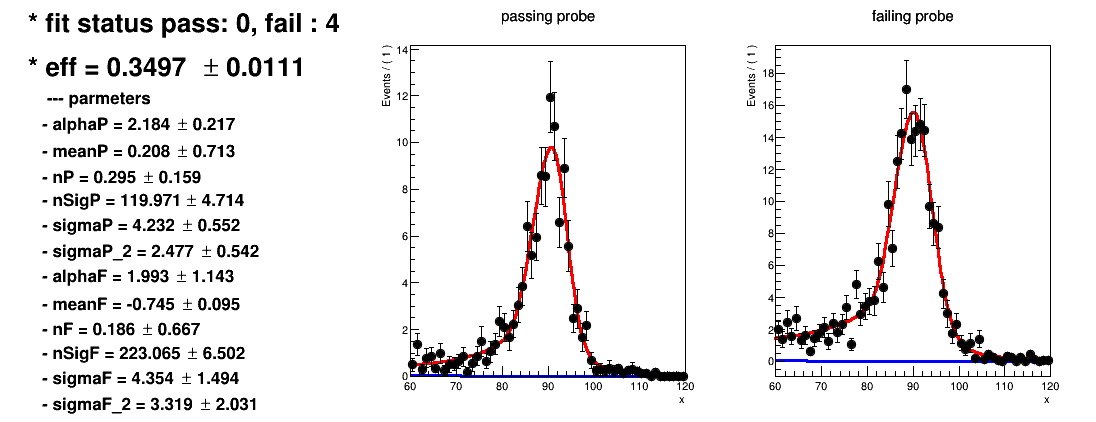 * fit status pass: 0, fail : 4
* eff = 0.3497 ± 0.0111
--- parmeters
- alphaP = 2.184 ± 0.217
- meanP = 0.208 ± 0.713
- nP = 0.295 ± 0.159
- nSigP = 119.971 ± 4.714
- sigmaP = 4.232 ± 0.552
- sigmaP_2 = 2.477 ± 0.542
- alphaF = 1.993 ± 1.143
- meanF = -0.745 ± 0.095
- nF = 0.186 ± 0.667
- nSigF = 223.065 ± 6.502
- sigmaF = 4.354 ± 1.494
- sigmaF_2 = 3.319 ± 2.031
passing probe
Events / ( 1 )
14
12
10
8
6
4
2
0
60 70 80 90 100 110 120
x
failing probe
Events / ( 1 )
18
16
14
12
10
8
6
4
2
0
60 70 80 90 100 110 120
x